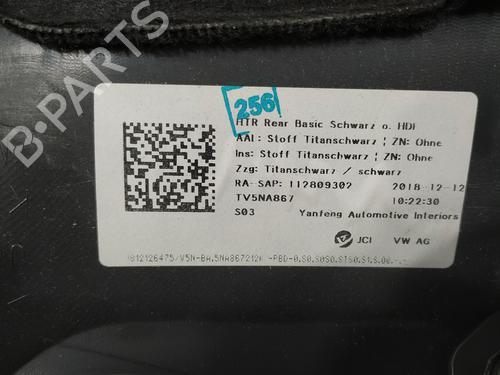 256
HTR Rear Basic Schwarz o. HDI
AAI: Stoff Titanschwarz ¦ ZN: Ohne
Ins: Stoff Titanschwarz ¦ ZN: Ohne
Zzg: Titanschwarz / schwarz
RA-SAP: 112809302 2018-12-12
TV5NA867 10:22:30
S03 Yanfeng Automotive Interiors
JCI VW AG
B-PARTS